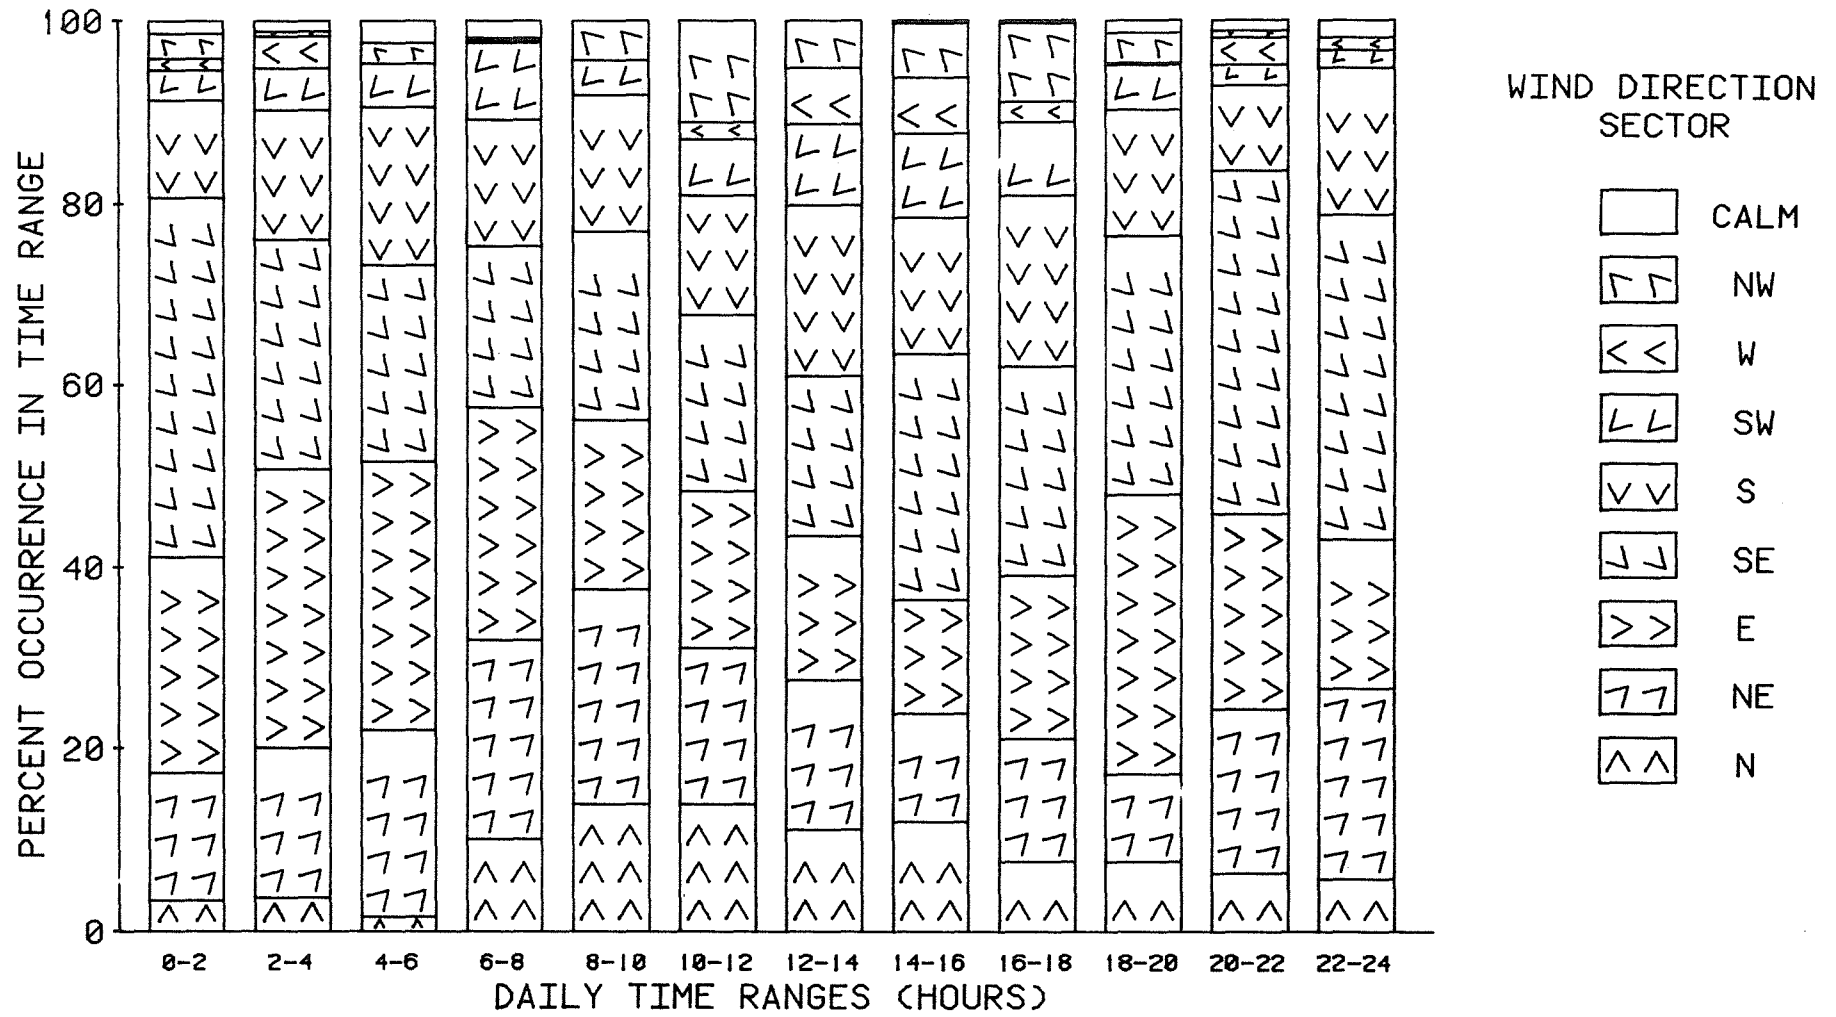 PERCENT OCCURRENCE IN TIME RANGE
100
80
60
40
20
0
0-2 2-4 4-6 6-8 8-10 10-12 12-14 14-16 16-18 18-20 20-22 22-24
DAILY TIME RANGES (HOURS)
WIND DIRECTION
SECTOR
CALM
NW
W
SW
S
SE
E
NE
N